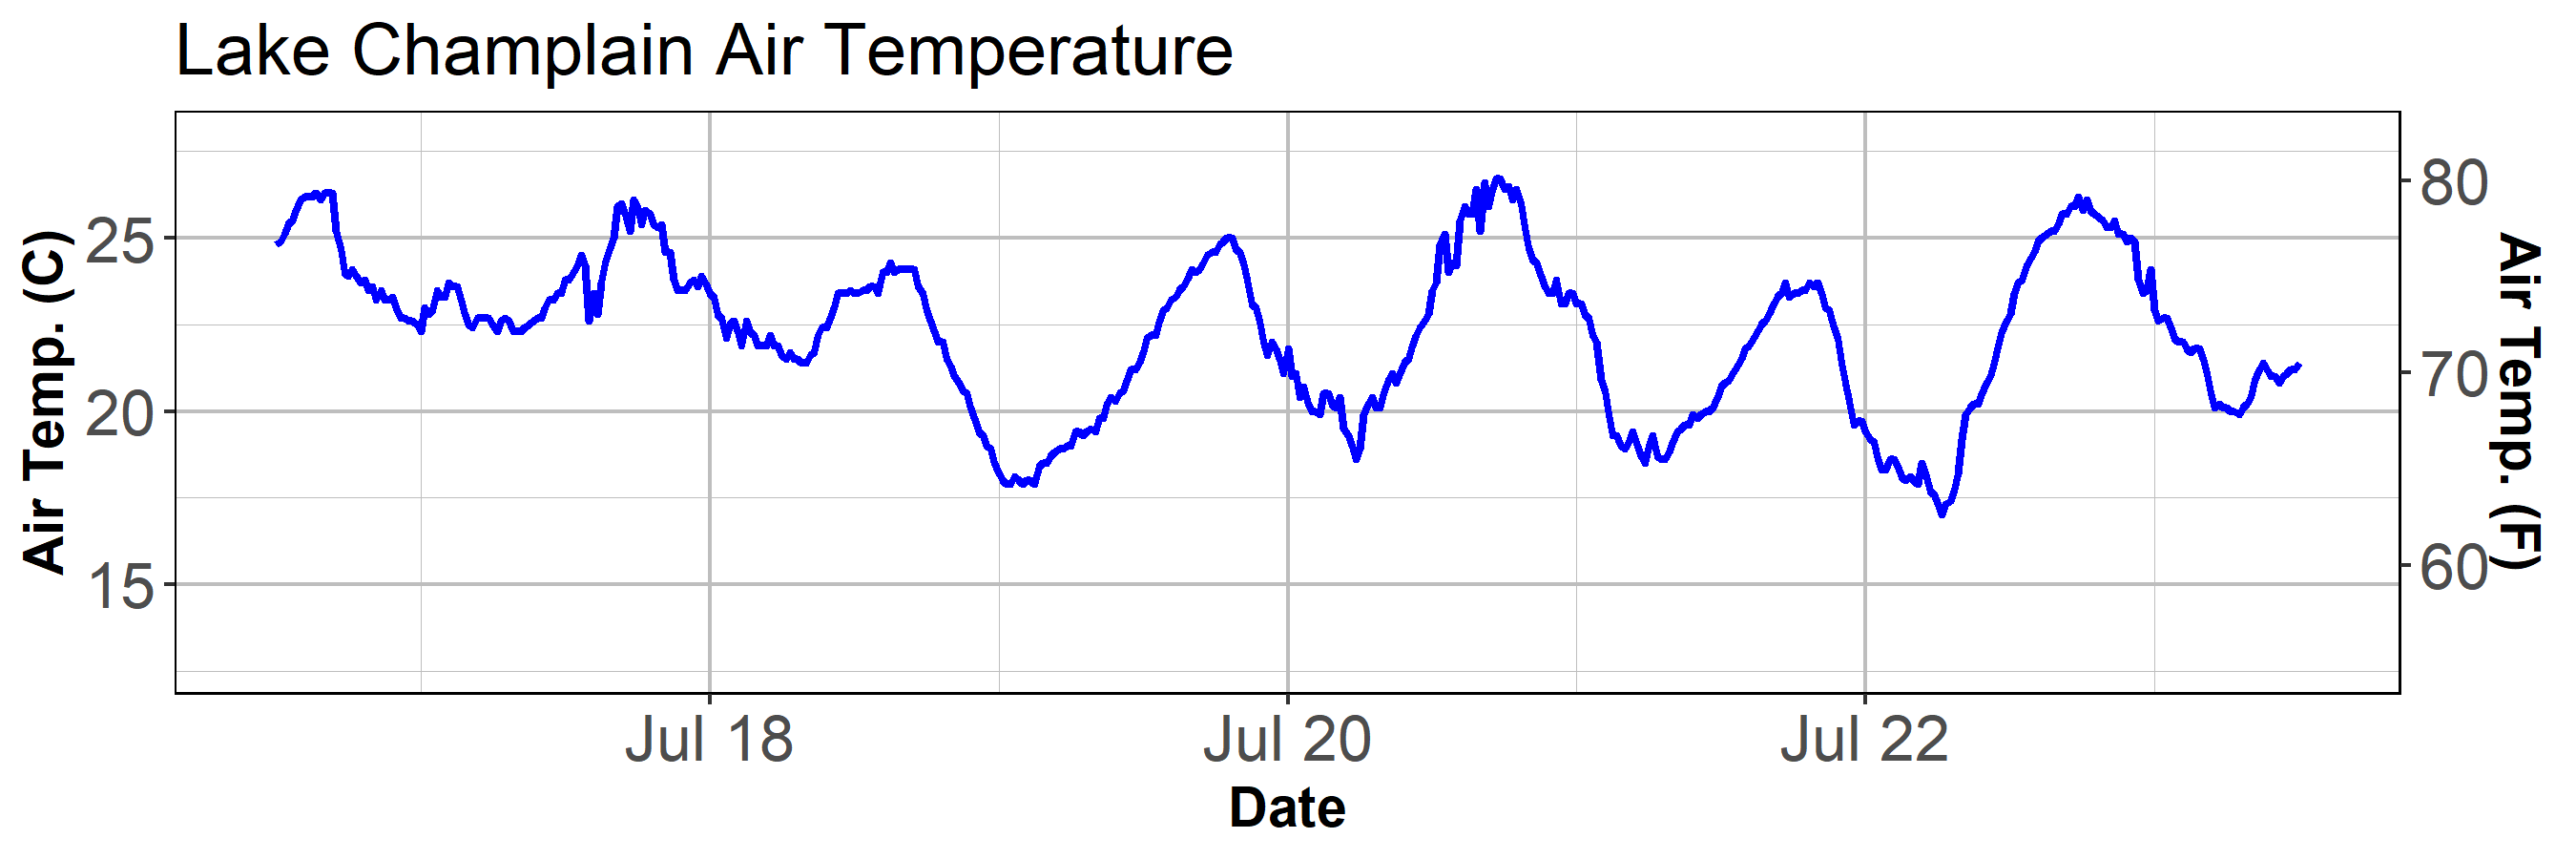 Lake Champlain Air Temperature
Air Temp. (C)
25
20
15
80
70
60
Air Temp. (F)
Jul 18 Jul 20 Jul 22
Date